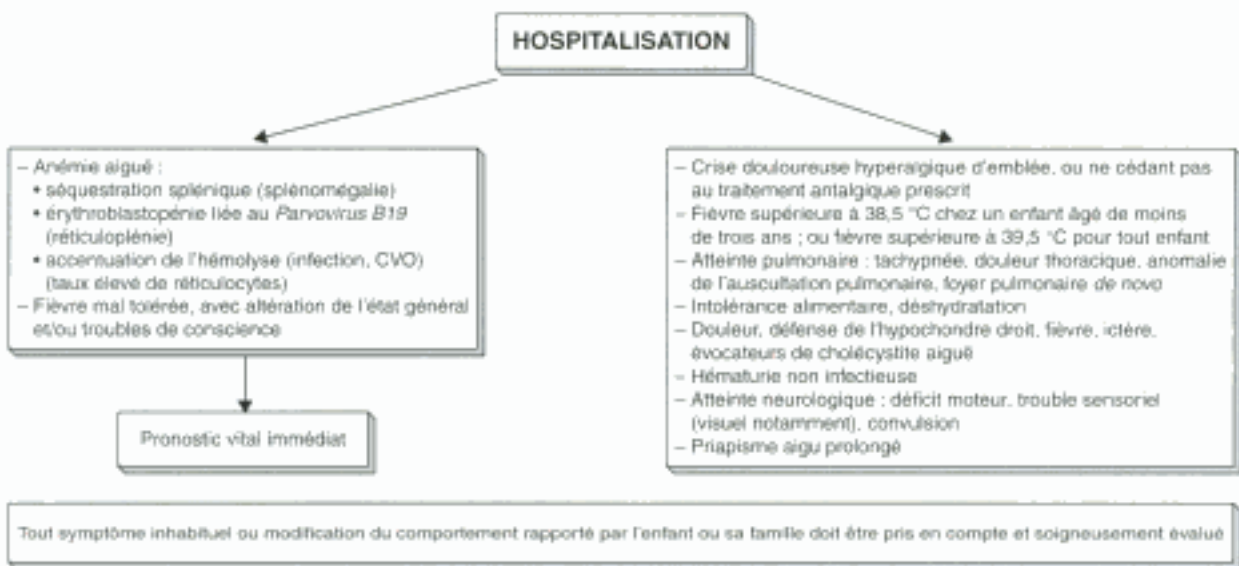 HOSPITALISATION
– Anémie aiguë :
• séquestration splénique (splénomégalie)
• érythroblastopénie liée au Parvovirus B19
(réticuloplénie)
• accentuation de l'hémolyse (infection, CVO)
(taux élevé de réticulocytes)
– Fièvre mal tolérée, avec altération de l'état général
et/ou troubles de conscience
Pronostic vital immédiat
– Crise douloureuse hyperalgique d'emblée, ou ne cédant pas
au traitement antalgique prescrit
– Fièvre supérieure à 38,5 °C chez un enfant âgé de moins
de trois ans ; ou fièvre supérieure à 39,5 °C pour tout enfant
– Atteinte pulmonaire : tachypnée, douleur thoracique, anomalie
de l'auscultation pulmonaire, foyer pulmonaire de novo
– Intolérance alimentaire, déshydratation
– Douleur, défense de l'hypochondre droit, fièvre, ictère,
évocateurs de cholécystite aiguë
– Hématurie non infectieuse
– Atteinte neurologique : déficit moteur, trouble sensoriel
(visuel notamment), convulsion
– Priapisme aigu prolongé
Tout symptôme inhabituel ou modification du comportement rapporté par l'enfant ou sa famille doit être pris en compte et soigneusement évalué